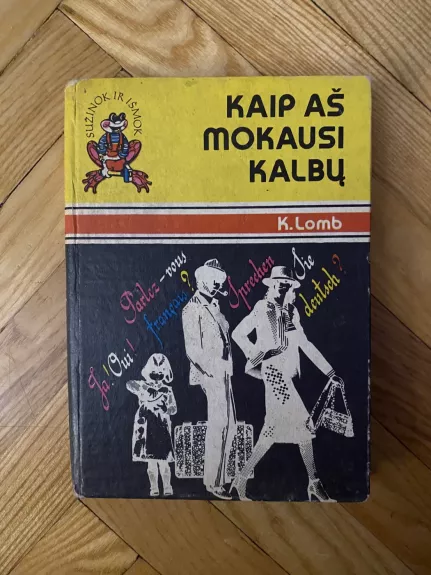 SUŽINOK IR IŠMOK
KAIP AŠ
MOKAUSI
KALBŲ
K. Lomb
Ja! Oui!
Parlez-vous
français?
Sprechen Sie
deutsch?